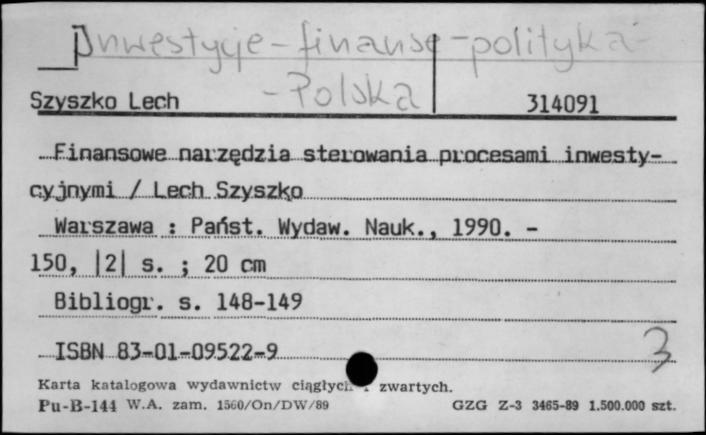 Inwestycje - finanse - polityka -
- Polska
Szyszko Lech 314091
Finansowe narzędzia sterowania procesami inwesty-
cyjnymi / Lech Szyszko
Warszawa : Państ. Wydaw. Nauk., 1990. -
150, |2| s. ; 20 cm
Bibliogr. s. 148-149
ISBN 83-01-09522-9 3
Karta katalogowa wydawnictw zwartych.
Pu-B-144 W.A. zam. 1560/On/DW/89 GZG Z-3 3465-89 1.500.000 szt.